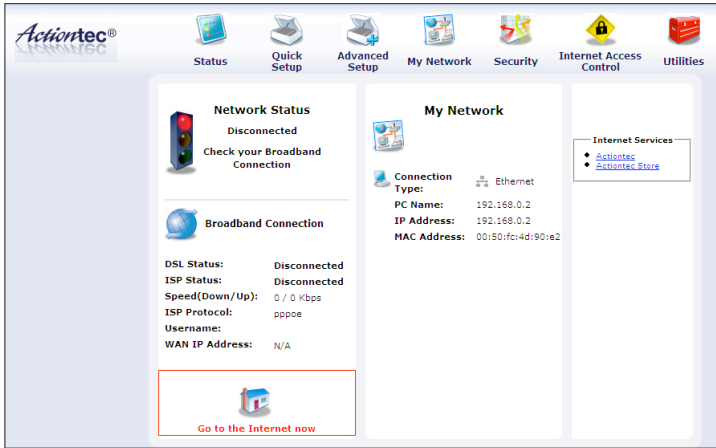 Actiontec®
Status
Quick Setup
Advanced Setup
My Network
Security
Internet Access Control
Utilities
Network Status
Disconnected
Check your Broadband
Connection
Broadband Connection
DSL Status: Disconnected
ISP Status: Disconnected
Speed(Down/Up): 0 / 0 Kbps
ISP Protocol: pppoe
Username:
WAN IP Address: N/A
Go to the Internet now
My Network
Connection Type: Ethernet
PC Name: 192.168.0.2
IP Address: 192.168.0.2
MAC Address: 00:50:fc:4d:90:e2
Internet Services
Actiontec
Actiontec Store